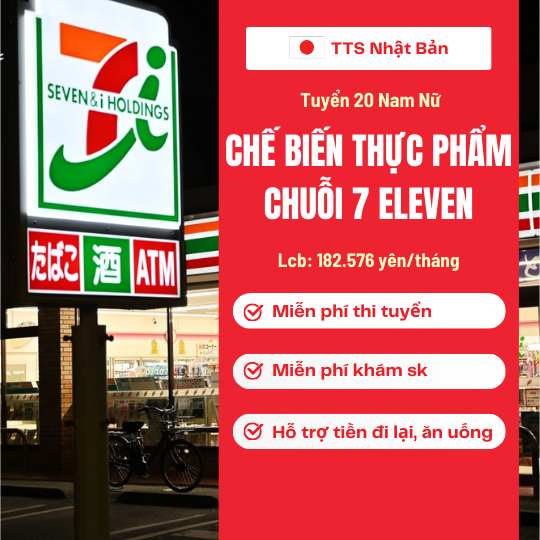 SEVEN & i HOLDINGS
たばこ 酒 ATM
TTS Nhật Bản
Tuyển 20 Nam Nữ
CHẾ BIẾN THỰC PHẨM
CHUỖI 7 ELEVEN
Lcb: 182.576 yên/tháng
Miễn phí thi tuyển
Miễn phí khám sk
Hỗ trợ tiền đi lại, ăn uống